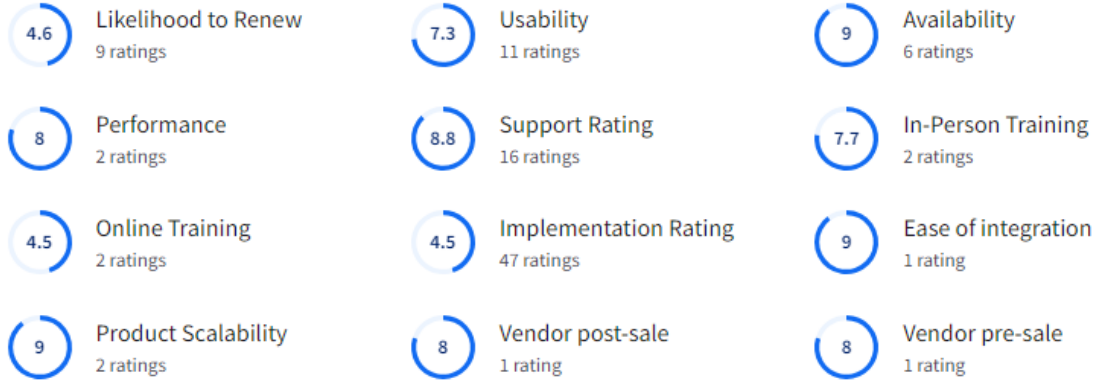 4.6
Likelihood to Renew
9 ratings
7.3
Usability
11 ratings
9
Availability
6 ratings
8
Performance
2 ratings
8.8
Support Rating
16 ratings
7.7
In-Person Training
2 ratings
4.5
Online Training
2 ratings
4.5
Implementation Rating
47 ratings
9
Ease of integration
1 rating
9
Product Scalability
2 ratings
8
Vendor post-sale
1 rating
8
Vendor pre-sale
1 rating